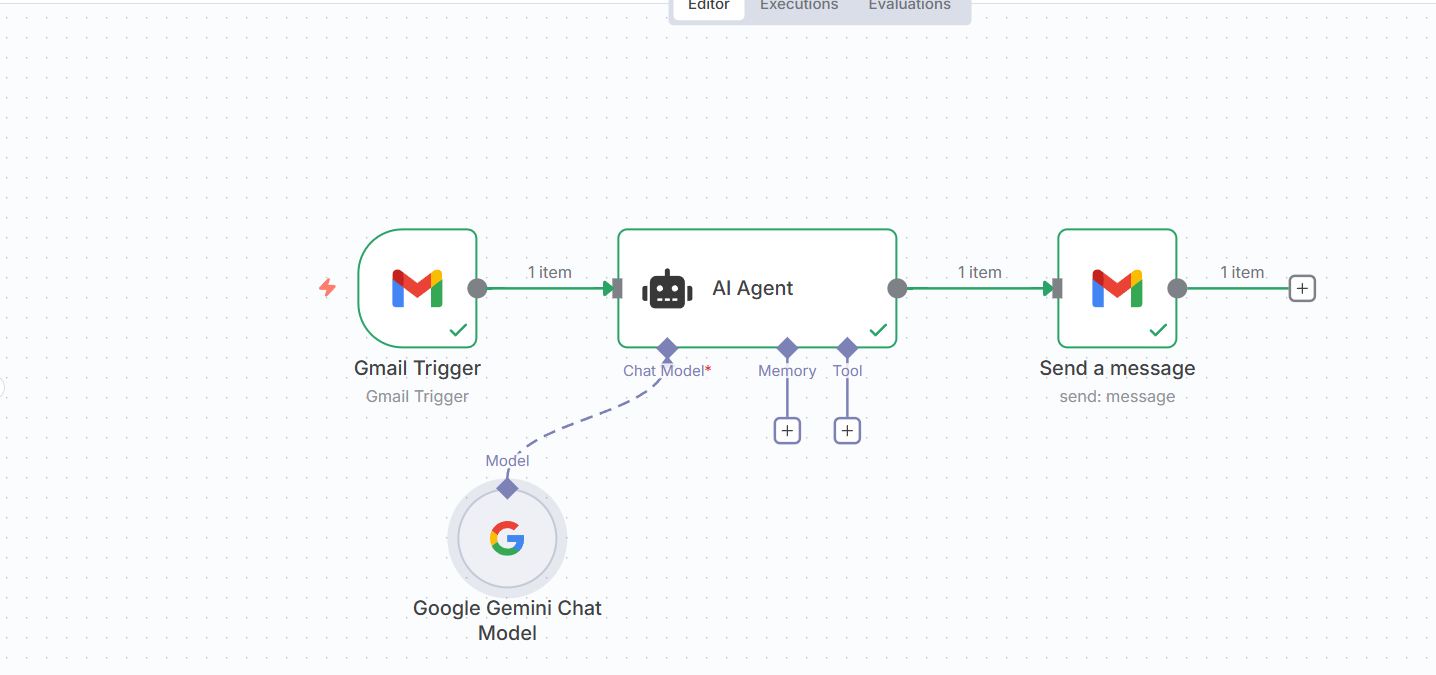 Editor Executions Evaluations
1 item
1 item
1 item
AI Agent
Gmail Trigger
Gmail Trigger
Chat Model*
Memory
Tool
Send a message
send: message
Model
Google Gemini Chat
Model